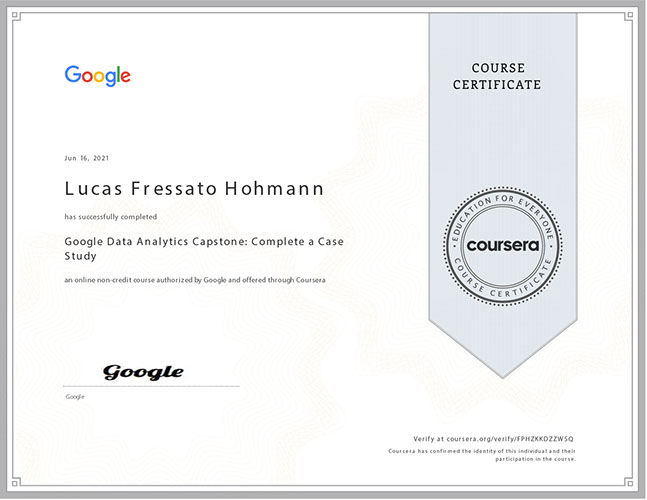 Google
COURSE
CERTIFICATE
Jun 16, 2021
Lucas Fressato Hohmann
has successfully completed
Google Data Analytics Capstone: Complete a Case
Study
an online non-credit course authorized by Google and offered through Coursera
EDUCATION FOR EVERYONE
coursera
COURSE CERTIFICATE
Google
Google
Verify at coursera.org/verify/FPHZKKDZZW5Q
Coursera has confirmed the identity of this individual and their
participation in the course.